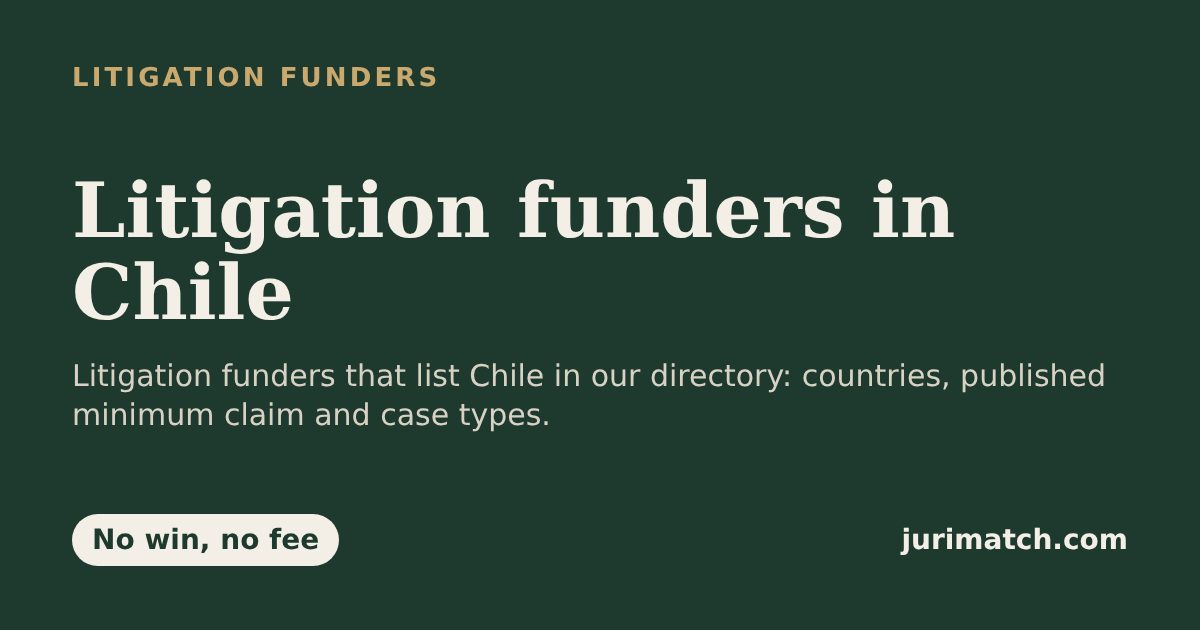 LITIGATION FUNDERS
Litigation funders in
Chile
Litigation funders that list Chile in our directory: countries, published
minimum claim and case types.
No win, no fee
jurimatch.com